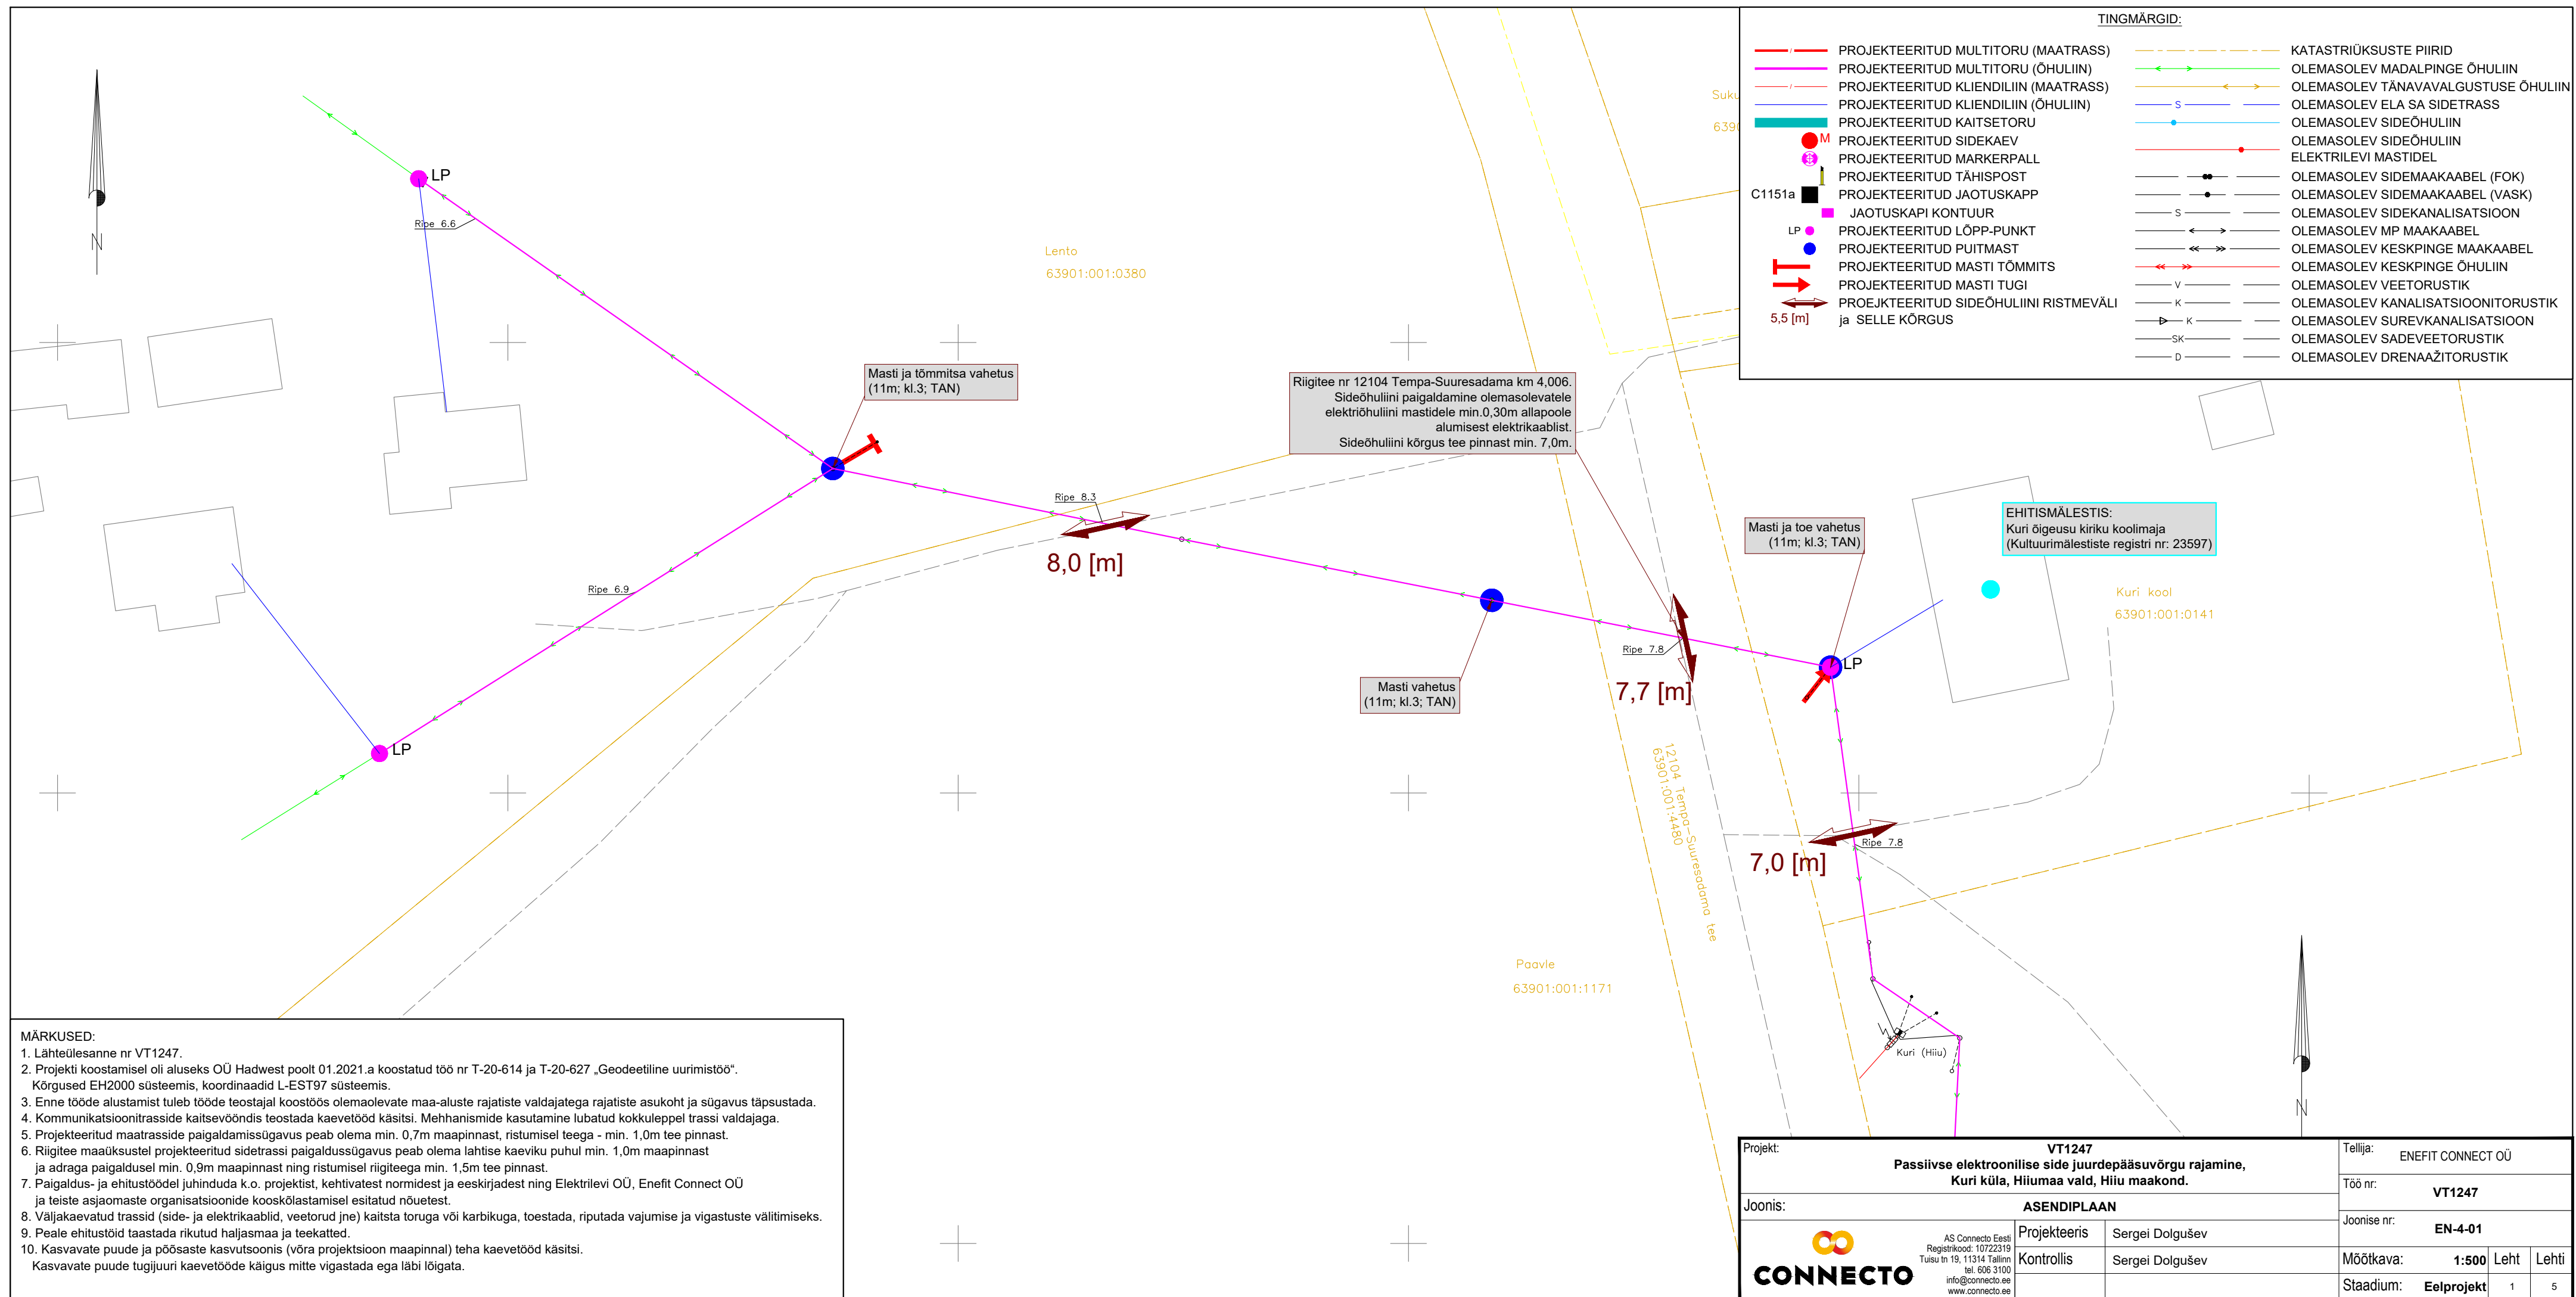 TINGMÄRGID:
PROJEKTEERITUD MULTITORU (MAATRASS)
PROJEKTEERITUD MULTITORU (ÕHULIIN)
PROJEKTEERITUD KLIENDILIIN (MAATRASS)
PROJEKTEERITUD KLIENDILIIN (ÕHULIIN)
PROJEKTEERITUD KAITSETORU
M PROJEKTEERITUD SIDEKAEV
PROJEKTEERITUD MARKERPALL
PROJEKTEERITUD TÄHISPOST
C1151a PROJEKTEERITUD JAOTUSKAPP
JAOTUSKAPI KONTUUR
LP PROJEKTEERITUD LÕPP-PUNKT
PROJEKTEERITUD PUITMAST
PROJEKTEERITUD MASTI TÕMMITS
PROJEKTEERITUD MASTI TUGI
PROEJKTEERITUD SIDEÕHULIINI RISTMEVÄLI
5,5 [m] ja SELLE KÕRGUS
KATASTRIÜKSUSTE PIIRID
OLEMASOLEV MADALPINGE ÕHULIIN
OLEMASOLEV TÄNAVAVALGUSTUSE ÕHULIIN
S OLEMASOLEV ELA SA SIDETRASS
OLEMASOLEV SIDEÕHULIIN
OLEMASOLEV SIDEÕHULIIN
ELEKTRILEVI MASTIDEL
OLEMASOLEV SIDEMAAKAABEL (FOK)
OLEMASOLEV SIDEMAAKAABEL (VASK)
S OLEMASOLEV SIDEKANALISATSIOON
OLEMASOLEV MP MAAKAABEL
OLEMASOLEV KESKPINGE MAAKAABEL
OLEMASOLEV KESKPINGE ÕHULIIN
V OLEMASOLEV VEETORUSTIK
K OLEMASOLEV KANALISATSIOONITORUSTIK
K OLEMASOLEV SUREVKANALISATSIOON
SK OLEMASOLEV SADEVEETORUSTIK
D OLEMASOLEV DRENAAŽITORUSTIK
N
LP
Ripe 6.6
Lento
63901:001:0380
Suku
6390
Masti ja tõmmitsa vahetus
(11m; kl.3; TAN)
Riigitee nr 12104 Tempa-Suuresadama km 4,006.
Sideõhuliini paigaldamine olemasolevatele
elektriõhuliini mastidele min.0,30m allapoole
alumisest elektrikaablist.
Sideõhuliini kõrgus tee pinnast min. 7,0m.
Ripe 8.3
8,0 [m]
Masti ja toe vahetus
(11m; kl.3; TAN)
EHITISMÄLESTIS:
Kuri õigeusu kiriku koolimaja
(Kultuurimälestiste registri nr: 23597)
Kuri kool
63901:001:0141
Ripe 6.9
Ripe 7.8
7,7 [m]
LP
Masti vahetus
(11m; kl.3; TAN)
LP
12104 Tempa-Suuresadama tee
63901:001:4480
Ripe 7.8
7,0 [m]
Paavle
63901:001:1171
Kuri (Hiiu)
N
MÄRKUSED:
1. Lähteülesanne nr VT1247.
2. Projekti koostamisel oli aluseks OÜ Hadwest poolt 01.2021.a koostatud töö nr T-20-614 ja T-20-627 „Geodeetiline uurimistöö“.
Kõrgused EH2000 süsteemis, koordinaadid L-EST97 süsteemis.
3. Enne tööde alustamist tuleb tööde teostajal koostöös olemaolevate maa-aluste rajatiste valdajatega rajatiste asukoht ja sügavus täpsustada.
4. Kommunikatsioonitrasside kaitsevööndis teostada kaevetööd käsitsi. Mehhanismide kasutamine lubatud kokkuleppel trassi valdajaga.
5. Projekteeritud maatrasside paigaldamissügavus peab olema min. 0,7m maapinnast, ristumisel teega - min. 1,0m tee pinnast.
6. Riigitee maaüksustel projekteeritud sidetrassi paigaldussügavus peab olema lahtise kaeviku puhul min. 1,0m maapinnast
ja adraga paigaldusel min. 0,9m maapinnast ning ristumisel riigiteega min. 1,5m tee pinnast.
7. Paigaldus- ja ehitustöödel juhinduda k.o. projektist, kehtivatest normidest ja eeskirjadest ning Elektrilevi OÜ, Enefit Connect OÜ
ja teiste asjaomaste organisatsioonide kooskõlastamisel esitatud nõuetest.
8. Väljakaevatud trassid (side- ja elektrikaablid, veetorud jne) kaitsta toruga või karbikuga, toestada, riputada vajumise ja vigastuste välitimiseks.
9. Peale ehitustöid taastada rikutud haljasmaa ja teekatted.
10. Kasvavate puude ja põõsaste kasvutsoonis (võra projektsioon maapinnal) teha kaevetööd käsitsi.
Kasvavate puude tugijuuri kaevetööde käigus mitte vigastada ega läbi lõigata.
Projekt:
VT1247
Passiivse elektroonilise side juurdepääsuvõrgu rajamine,
Kuri küla, Hiiumaa vald, Hiiu maakond.
Joonis: ASENDIPLAAN
CONNECTO
AS Connecto Eesti
Registrikood: 10722319
Tuisu tn 19, 11314 Tallinn
tel. 606 3100
info@connecto.ee
www.connecto.ee
Projekteeris Sergei Dolgušev
Kontrollis Sergei Dolgušev
Tellija: ENEFIT CONNECT OÜ
Töö nr: VT1247
Joonise nr: EN-4-01
Mõõtkava: 1:500 Leht Lehti
Staadium: Eelprojekt 1 5